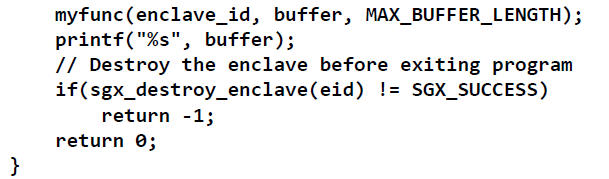 myfunc(enclave_id, buffer, MAX_BUFFER_LENGTH);
printf("%s", buffer);
// Destroy the enclave before exiting program
if(sgx_destroy_enclave(eid) != SGX_SUCCESS)
return -1;
return 0;
}